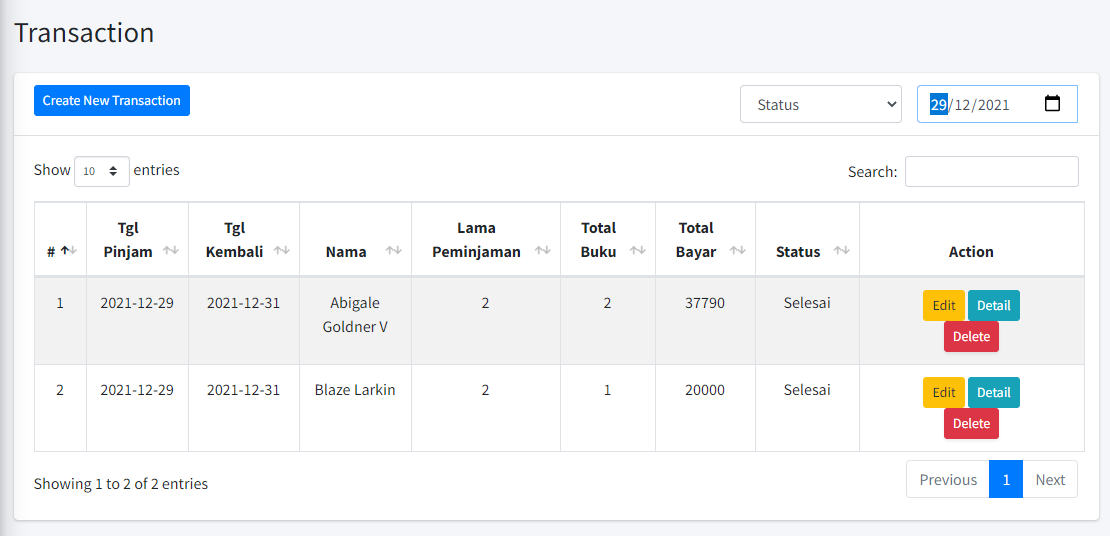 Transaction
Create New Transaction
Status
29/12/2021
Show 10 entries
Search:
# Tgl Pinjam Tgl Kembali Nama Lama Peminjaman Total Buku Total Bayar Status Action
1 2021-12-29 2021-12-31 Abigale Goldner V 2 2 37790 Selesai Edit Detail Delete
2 2021-12-29 2021-12-31 Blaze Larkin 2 1 20000 Selesai Edit Detail Delete
Showing 1 to 2 of 2 entries
Previous 1 Next